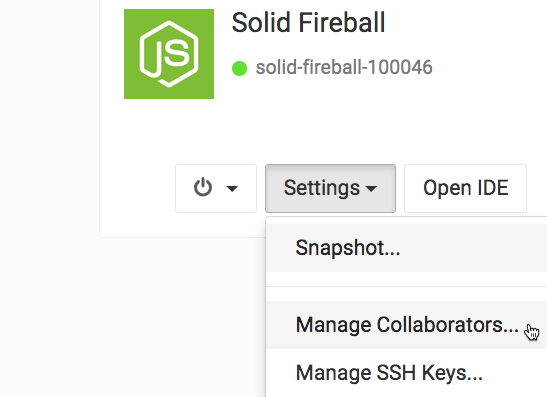 JS
Solid Fireball
solid-fireball-100046
Settings
Open IDE
Snapshot...
Manage Collaborators...
Manage SSH Keys...